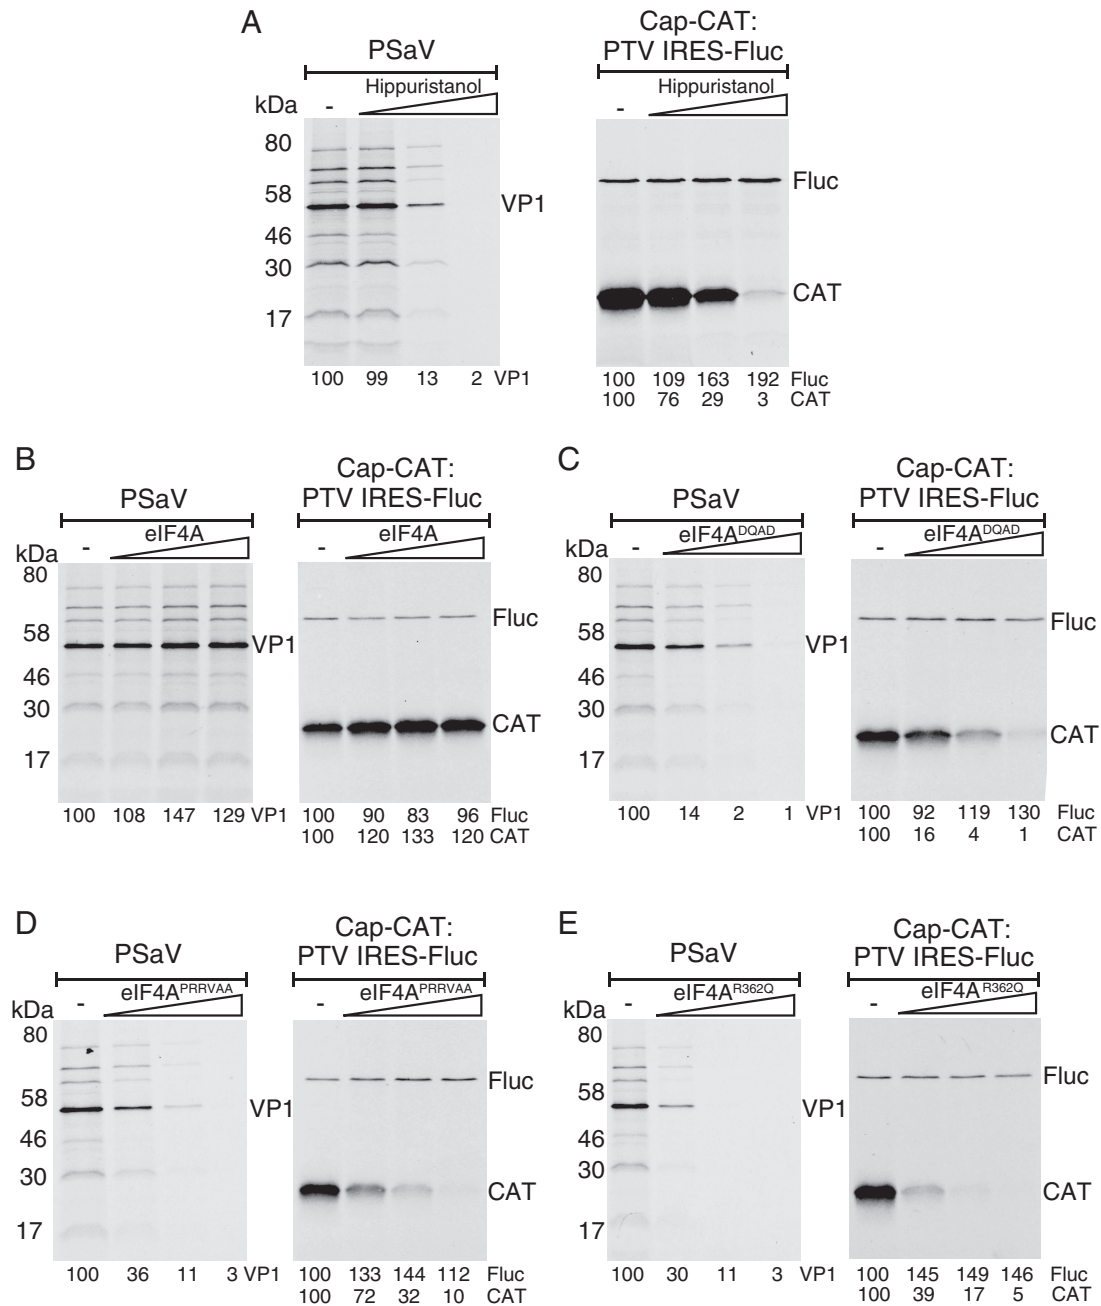 A
PSaV
Hippuristanol
kDa
-
80
58
46
30
17
VP1
100 99 13 2 VP1
Cap-CAT:
PTV IRES-Fluc
Hippuristanol
-
Fluc
CAT
100 109 163 192 Fluc
100 76 29 3 CAT
B
PSaV
eIF4A
kDa
-
80
58
46
30
17
VP1
100 108 147 129 VP1
Cap-CAT:
PTV IRES-Fluc
eIF4A
-
Fluc
CAT
100 90 83 96 Fluc
100 120 133 120 CAT
C
PSaV
eIF4A^DQAD
kDa
-
80
58
46
30
17
VP1
100 14 2 1 VP1
Cap-CAT:
PTV IRES-Fluc
eIF4A^DQAD
-
Fluc
CAT
100 92 119 130 Fluc
100 16 4 1 CAT
D
PSaV
eIF4A^PRRVAA
kDa
-
80
58
46
30
17
VP1
100 36 11 3 VP1
Cap-CAT:
PTV IRES-Fluc
eIF4A^PRRVAA
-
Fluc
CAT
100 133 144 112 Fluc
100 72 32 10 CAT
E
PSaV
eIF4A^R362Q
kDa
-
80
58
46
30
17
VP1
100 30 11 3 VP1
Cap-CAT:
PTV IRES-Fluc
eIF4A^R362Q
-
Fluc
CAT
100 145 149 146 Fluc
100 39 17 5 CAT